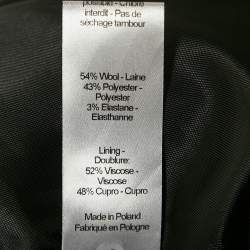 possible - Chlore
interdit - Pas de
séchage tambour
54% Wool - Laine
43% Polyester -
Polyester
3% Elastane -
Elasthanne
Lining -
Doublure:
52% Viscose -
Viscose
48% Cupro - Cupro
Made in Poland
Fabriqué en Pologne